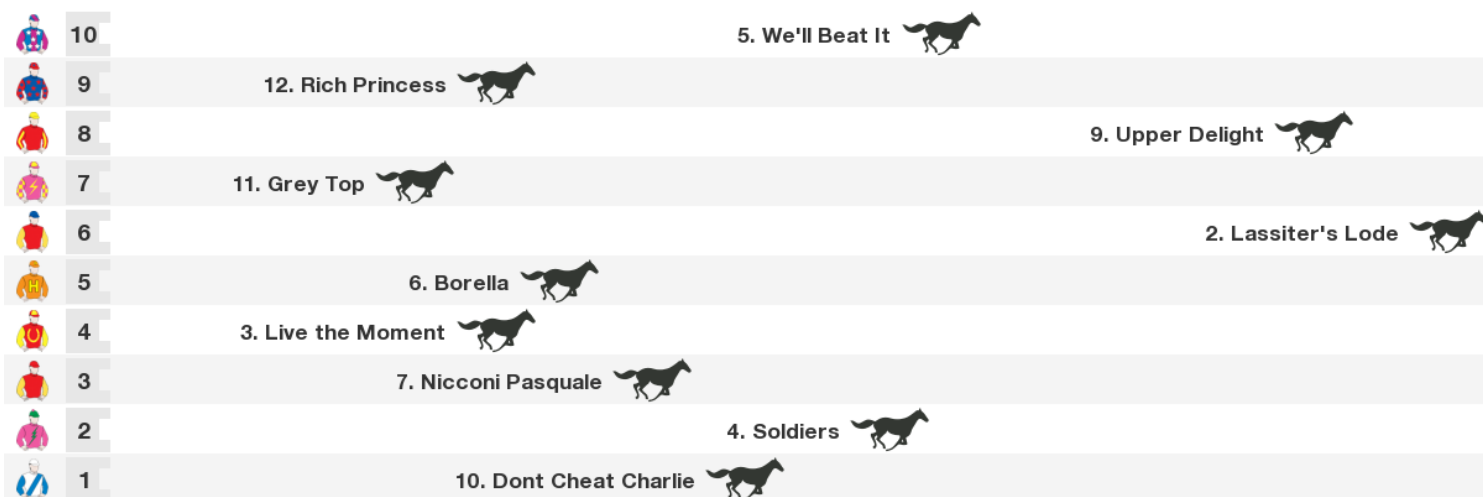 10 5. We'll Beat It
9 12. Rich Princess
8 9. Upper Delight
7 11. Grey Top
6 2. Lassiter's Lode
H 5 6. Borella
4 3. Live the Moment
3 7. Nicconi Pasquale
2 4. Soldiers
1 10. Dont Cheat Charlie